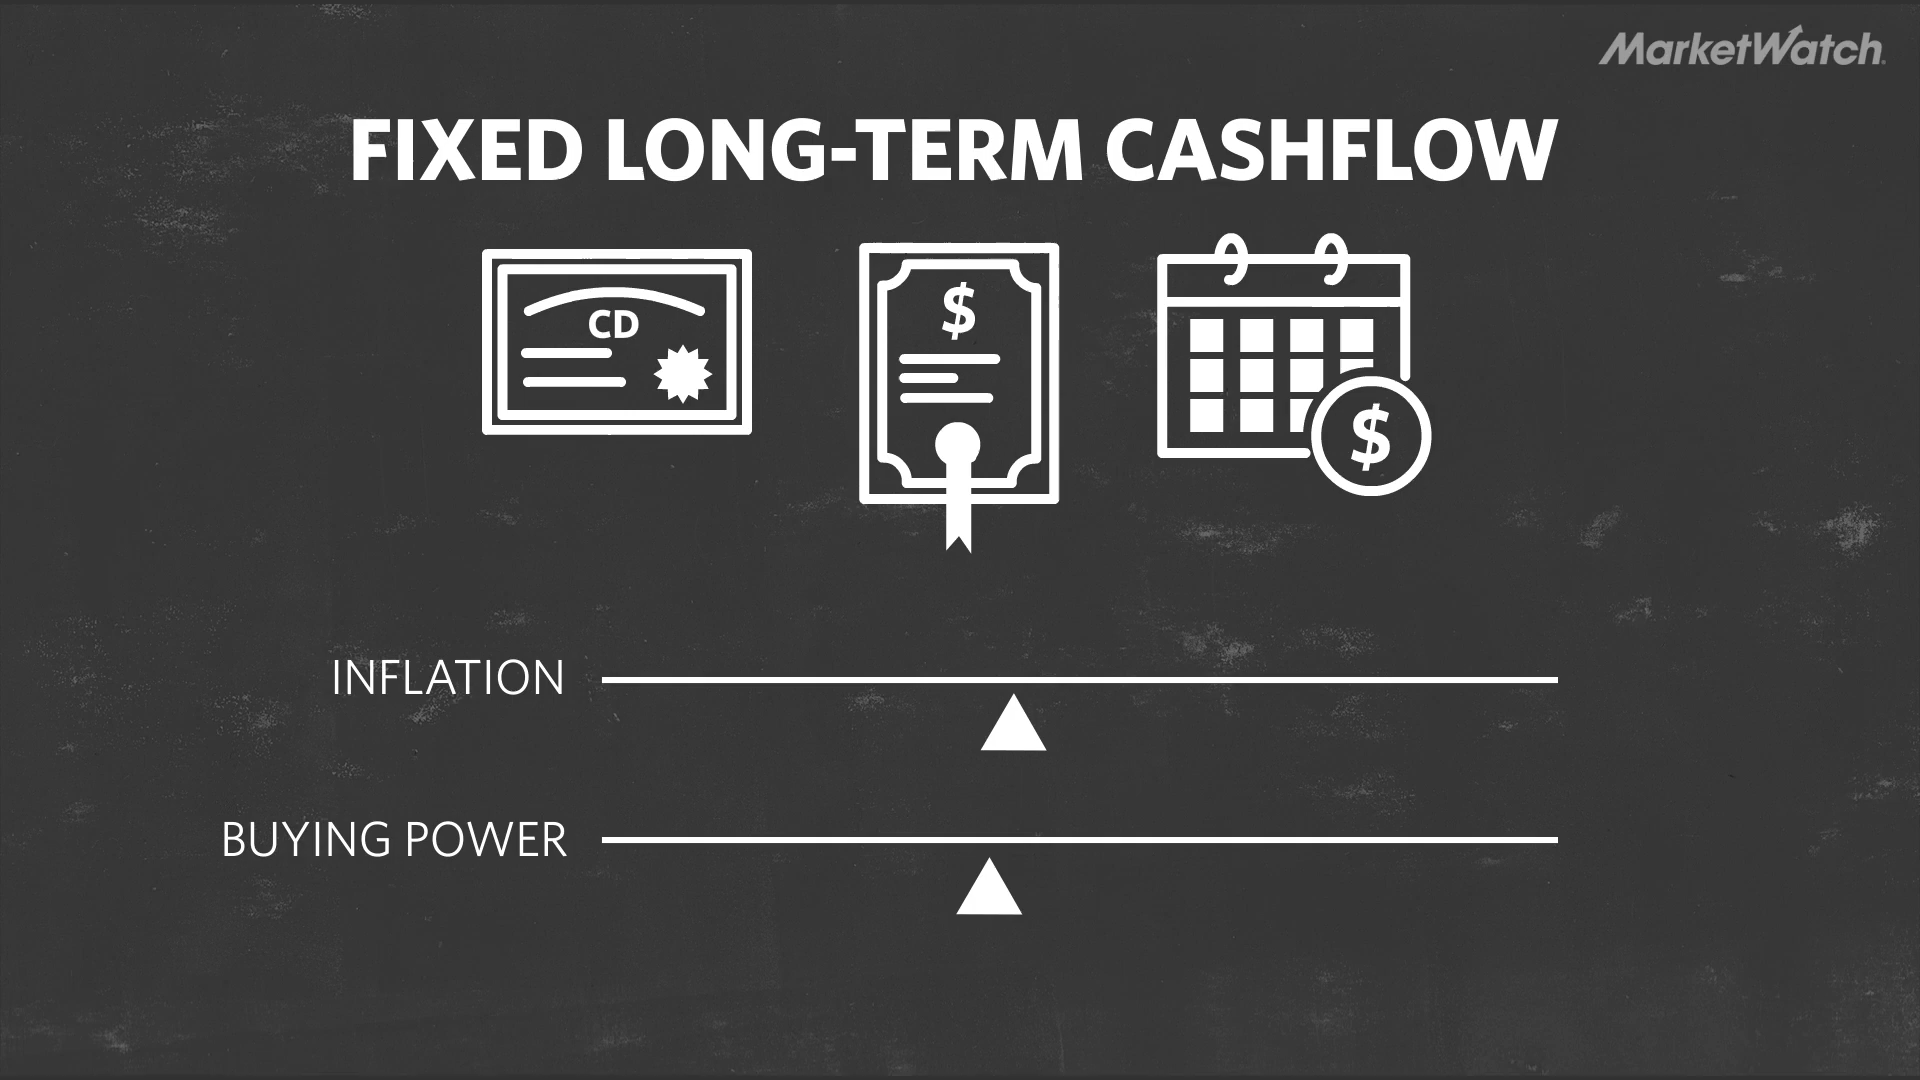 MarketWatch
FIXED LONG-TERM CASHFLOW
CD
$
$
INFLATION
BUYING POWER